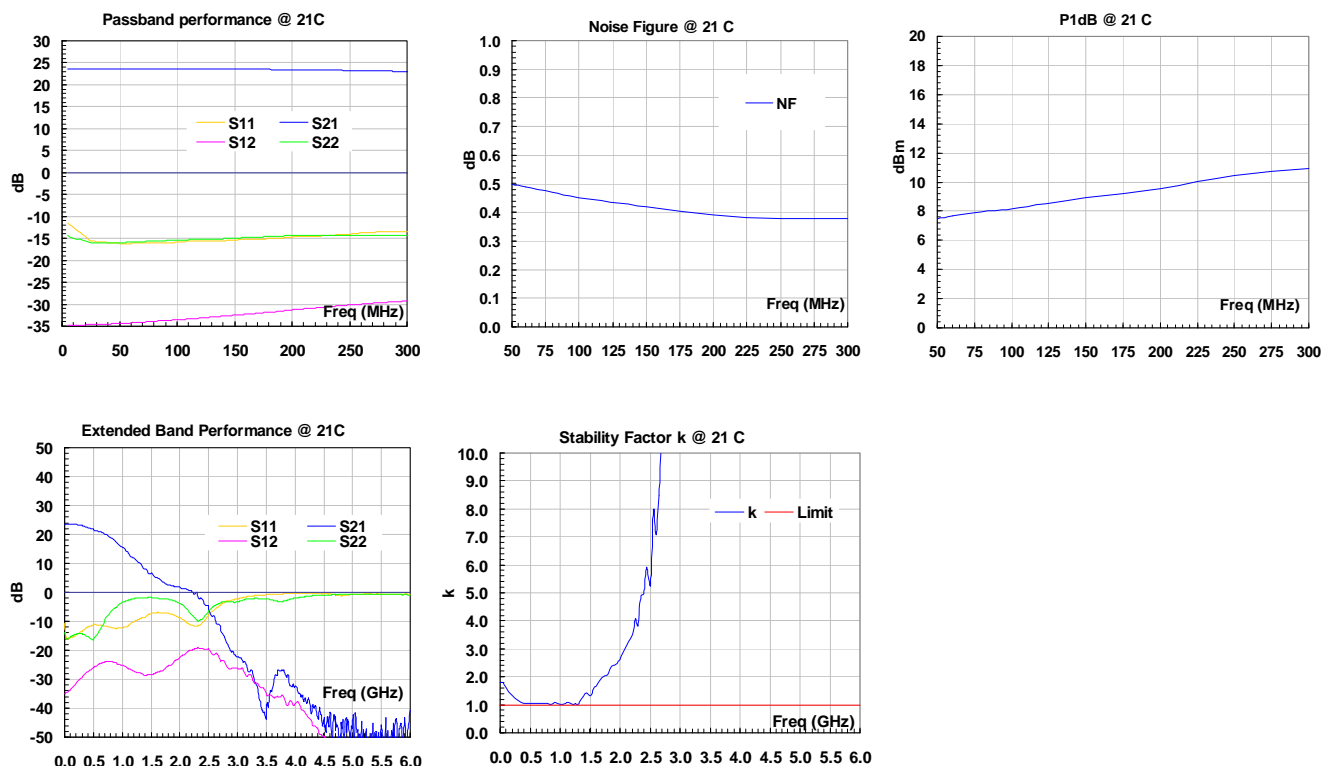 Passband performance @ 21C
30
25
20
15
10
5
0
-5
-10
-15
-20
-25
-30
-35
dB
S11
S21
S12
S22
Freq (MHz)
0 50 100 150 200 250 300
Noise Figure @ 21 C
1.0
0.9
0.8
0.7
0.6
0.5
0.4
0.3
0.2
0.1
0.0
dB
NF
Freq (MHz)
50 75 100 125 150 175 200 225 250 275 300
P1dB @ 21 C
20
18
16
14
12
10
8
6
4
2
0
dBm
Freq (MHz)
50 75 100 125 150 175 200 225 250 275 300
Extended Band Performance @ 21C
50
40
30
20
10
0
-10
-20
-30
-40
-50
dB
S11
S21
S12
S22
Freq (GHz)
0.0 0.5 1.0 1.5 2.0 2.5 3.0 3.5 4.0 4.5 5.0 5.5 6.0
Stability Factor k @ 21 C
10.0
9.0
8.0
7.0
6.0
5.0
4.0
3.0
2.0
1.0
0.0
k
k
Limit
Freq (GHz)
0.0 0.5 1.0 1.5 2.0 2.5 3.0 3.5 4.0 4.5 5.0 5.5 6.0